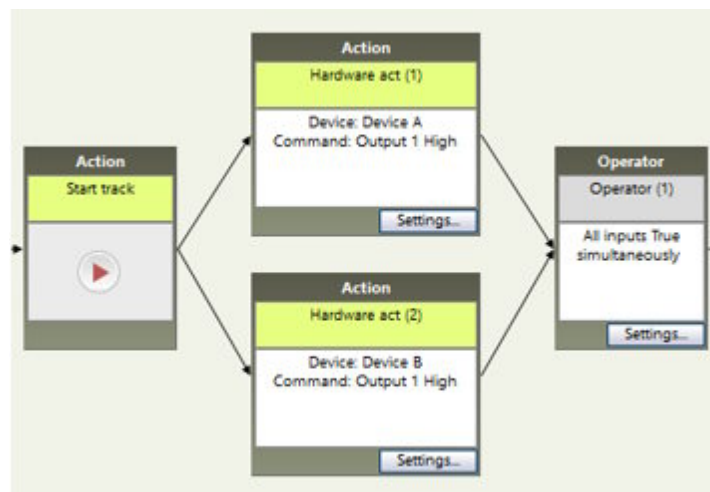 Action
Start track
Action
Hardware act (1)
Device: Device A
Command: Output 1 High
Settings...
Action
Hardware act (2)
Device: Device B
Command: Output 1 High
Settings...
Operator
Operator (1)
All inputs True
simultaneously
Settings...